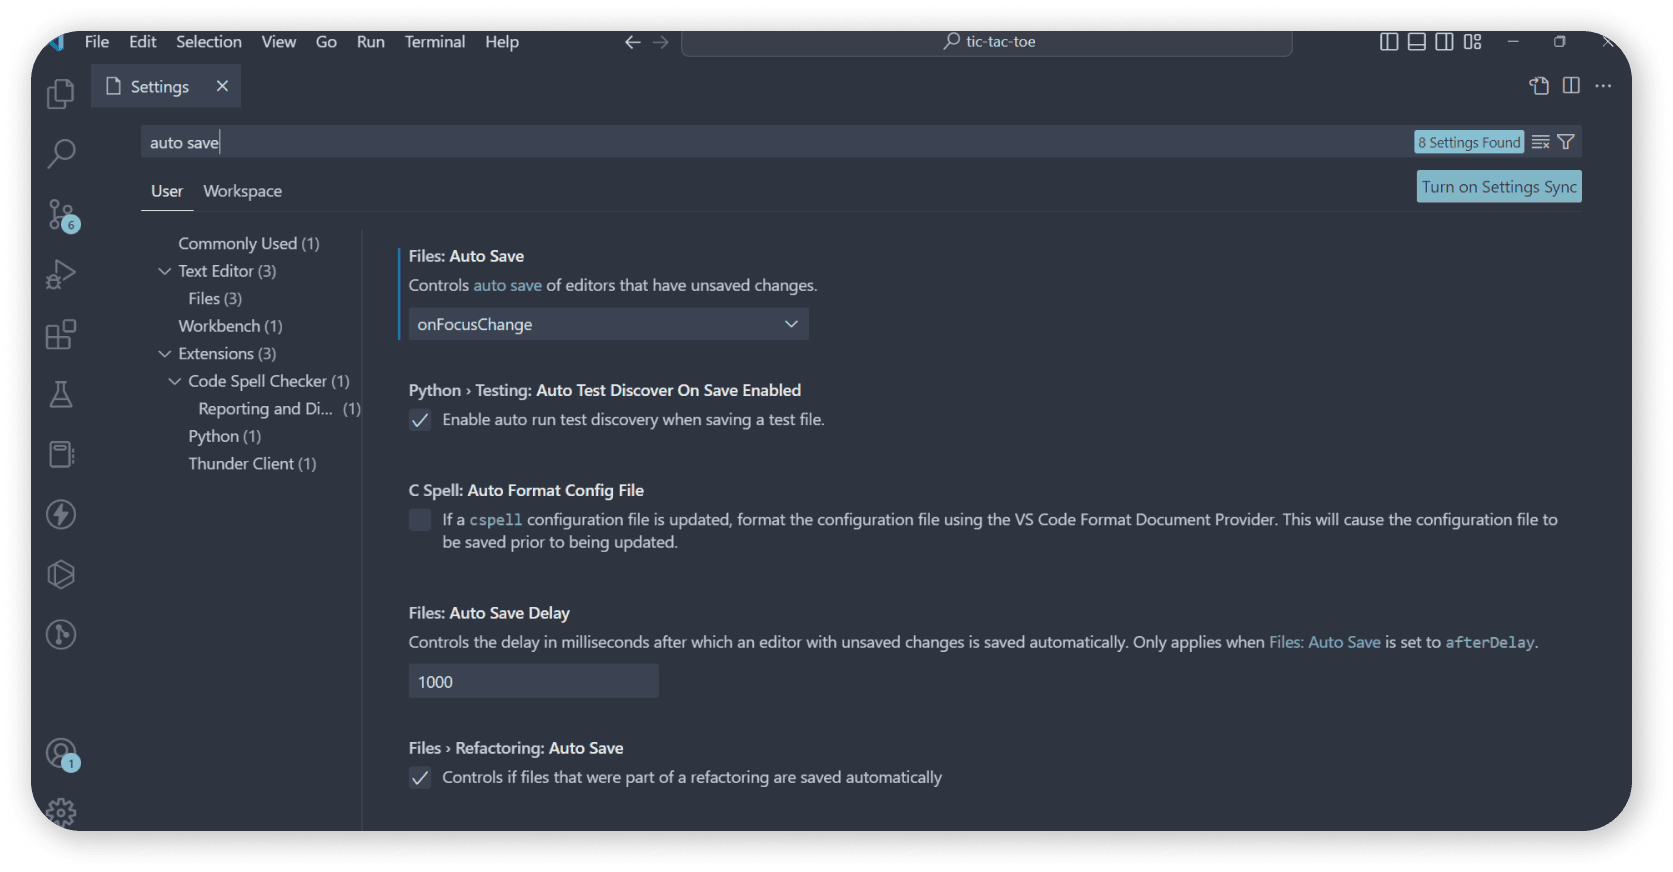 File Edit Selection View Go Run Terminal Help
tic-tac-toe
Settings
auto save
8 Settings Found
User Workspace
Turn on Settings Sync
Commonly Used (1)
Text Editor (3)
Files (3)
Workbench (1)
Extensions (3)
Code Spell Checker (1)
Reporting and Di... (1)
Python (1)
Thunder Client (1)
6
1
Files: Auto Save
Controls auto save of editors that have unsaved changes.
onFocusChange
Python › Testing: Auto Test Discover On Save Enabled
Enable auto run test discovery when saving a test file.
C Spell: Auto Format Config File
If a cspell configuration file is updated, format the configuration file using the VS Code Format Document Provider. This will cause the configuration file to
be saved prior to being updated.
Files: Auto Save Delay
Controls the delay in milliseconds after which an editor with unsaved changes is saved automatically. Only applies when Files: Auto Save is set to afterDelay.
1000
Files › Refactoring: Auto Save
Controls if files that were part of a refactoring are saved automatically